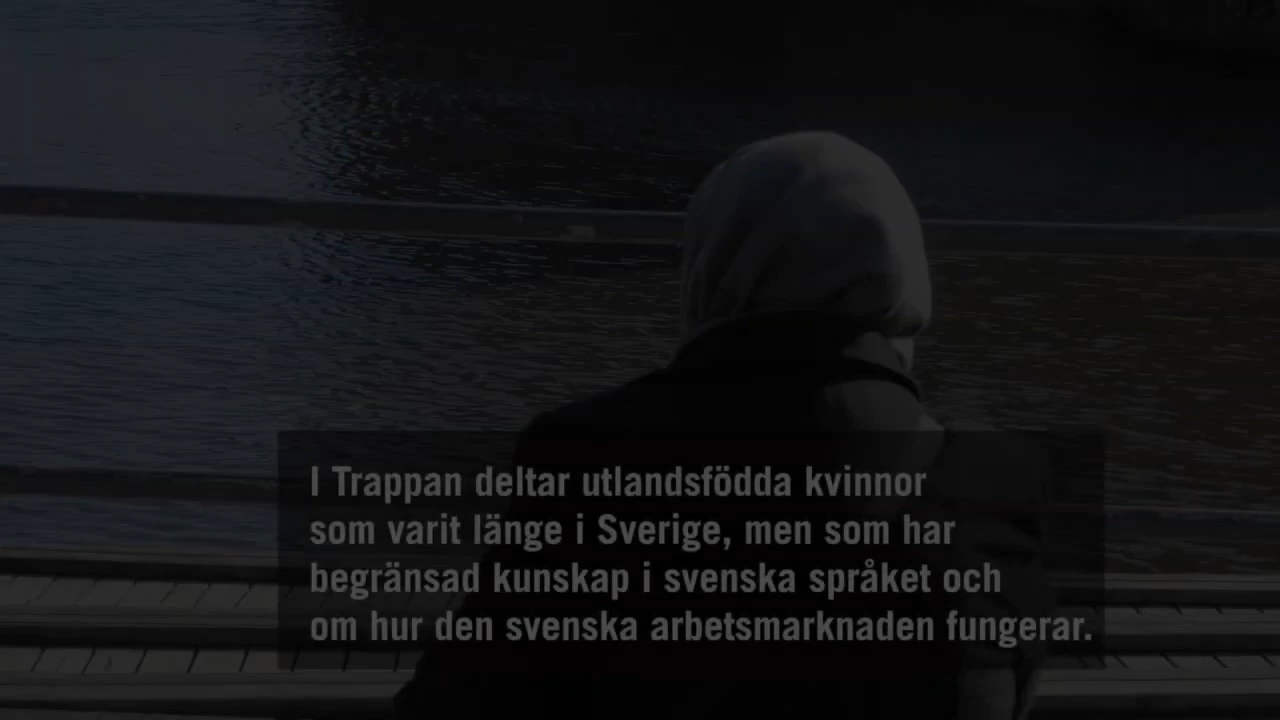 I Trappan deltar utlandsfödda kvinnor
som varit länge i Sverige, men som har
begränsad kunskap i svenska språket och
om hur den svenska arbetsmarknaden fungerar.